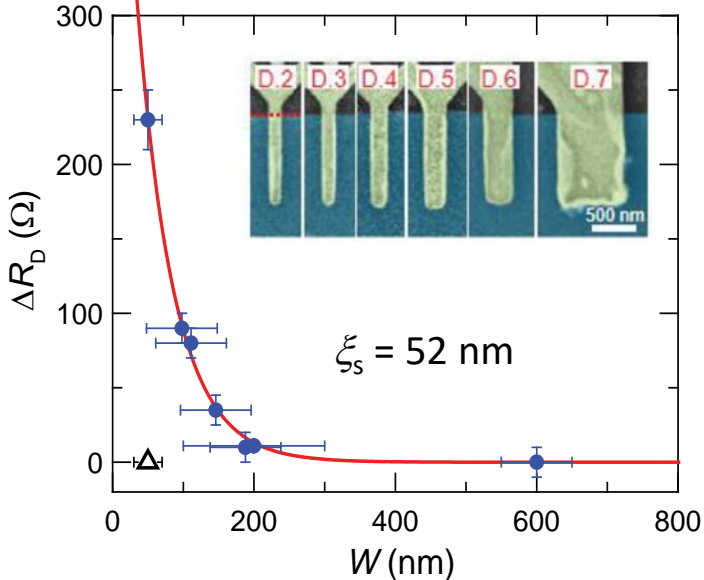 300
200
100
0
ΔR_D (Ω)
D.2 D.3 D.4 D.5 D.6 D.7
500 nm
ξ_s = 52 nm
0 200 400 600 800
W (nm)